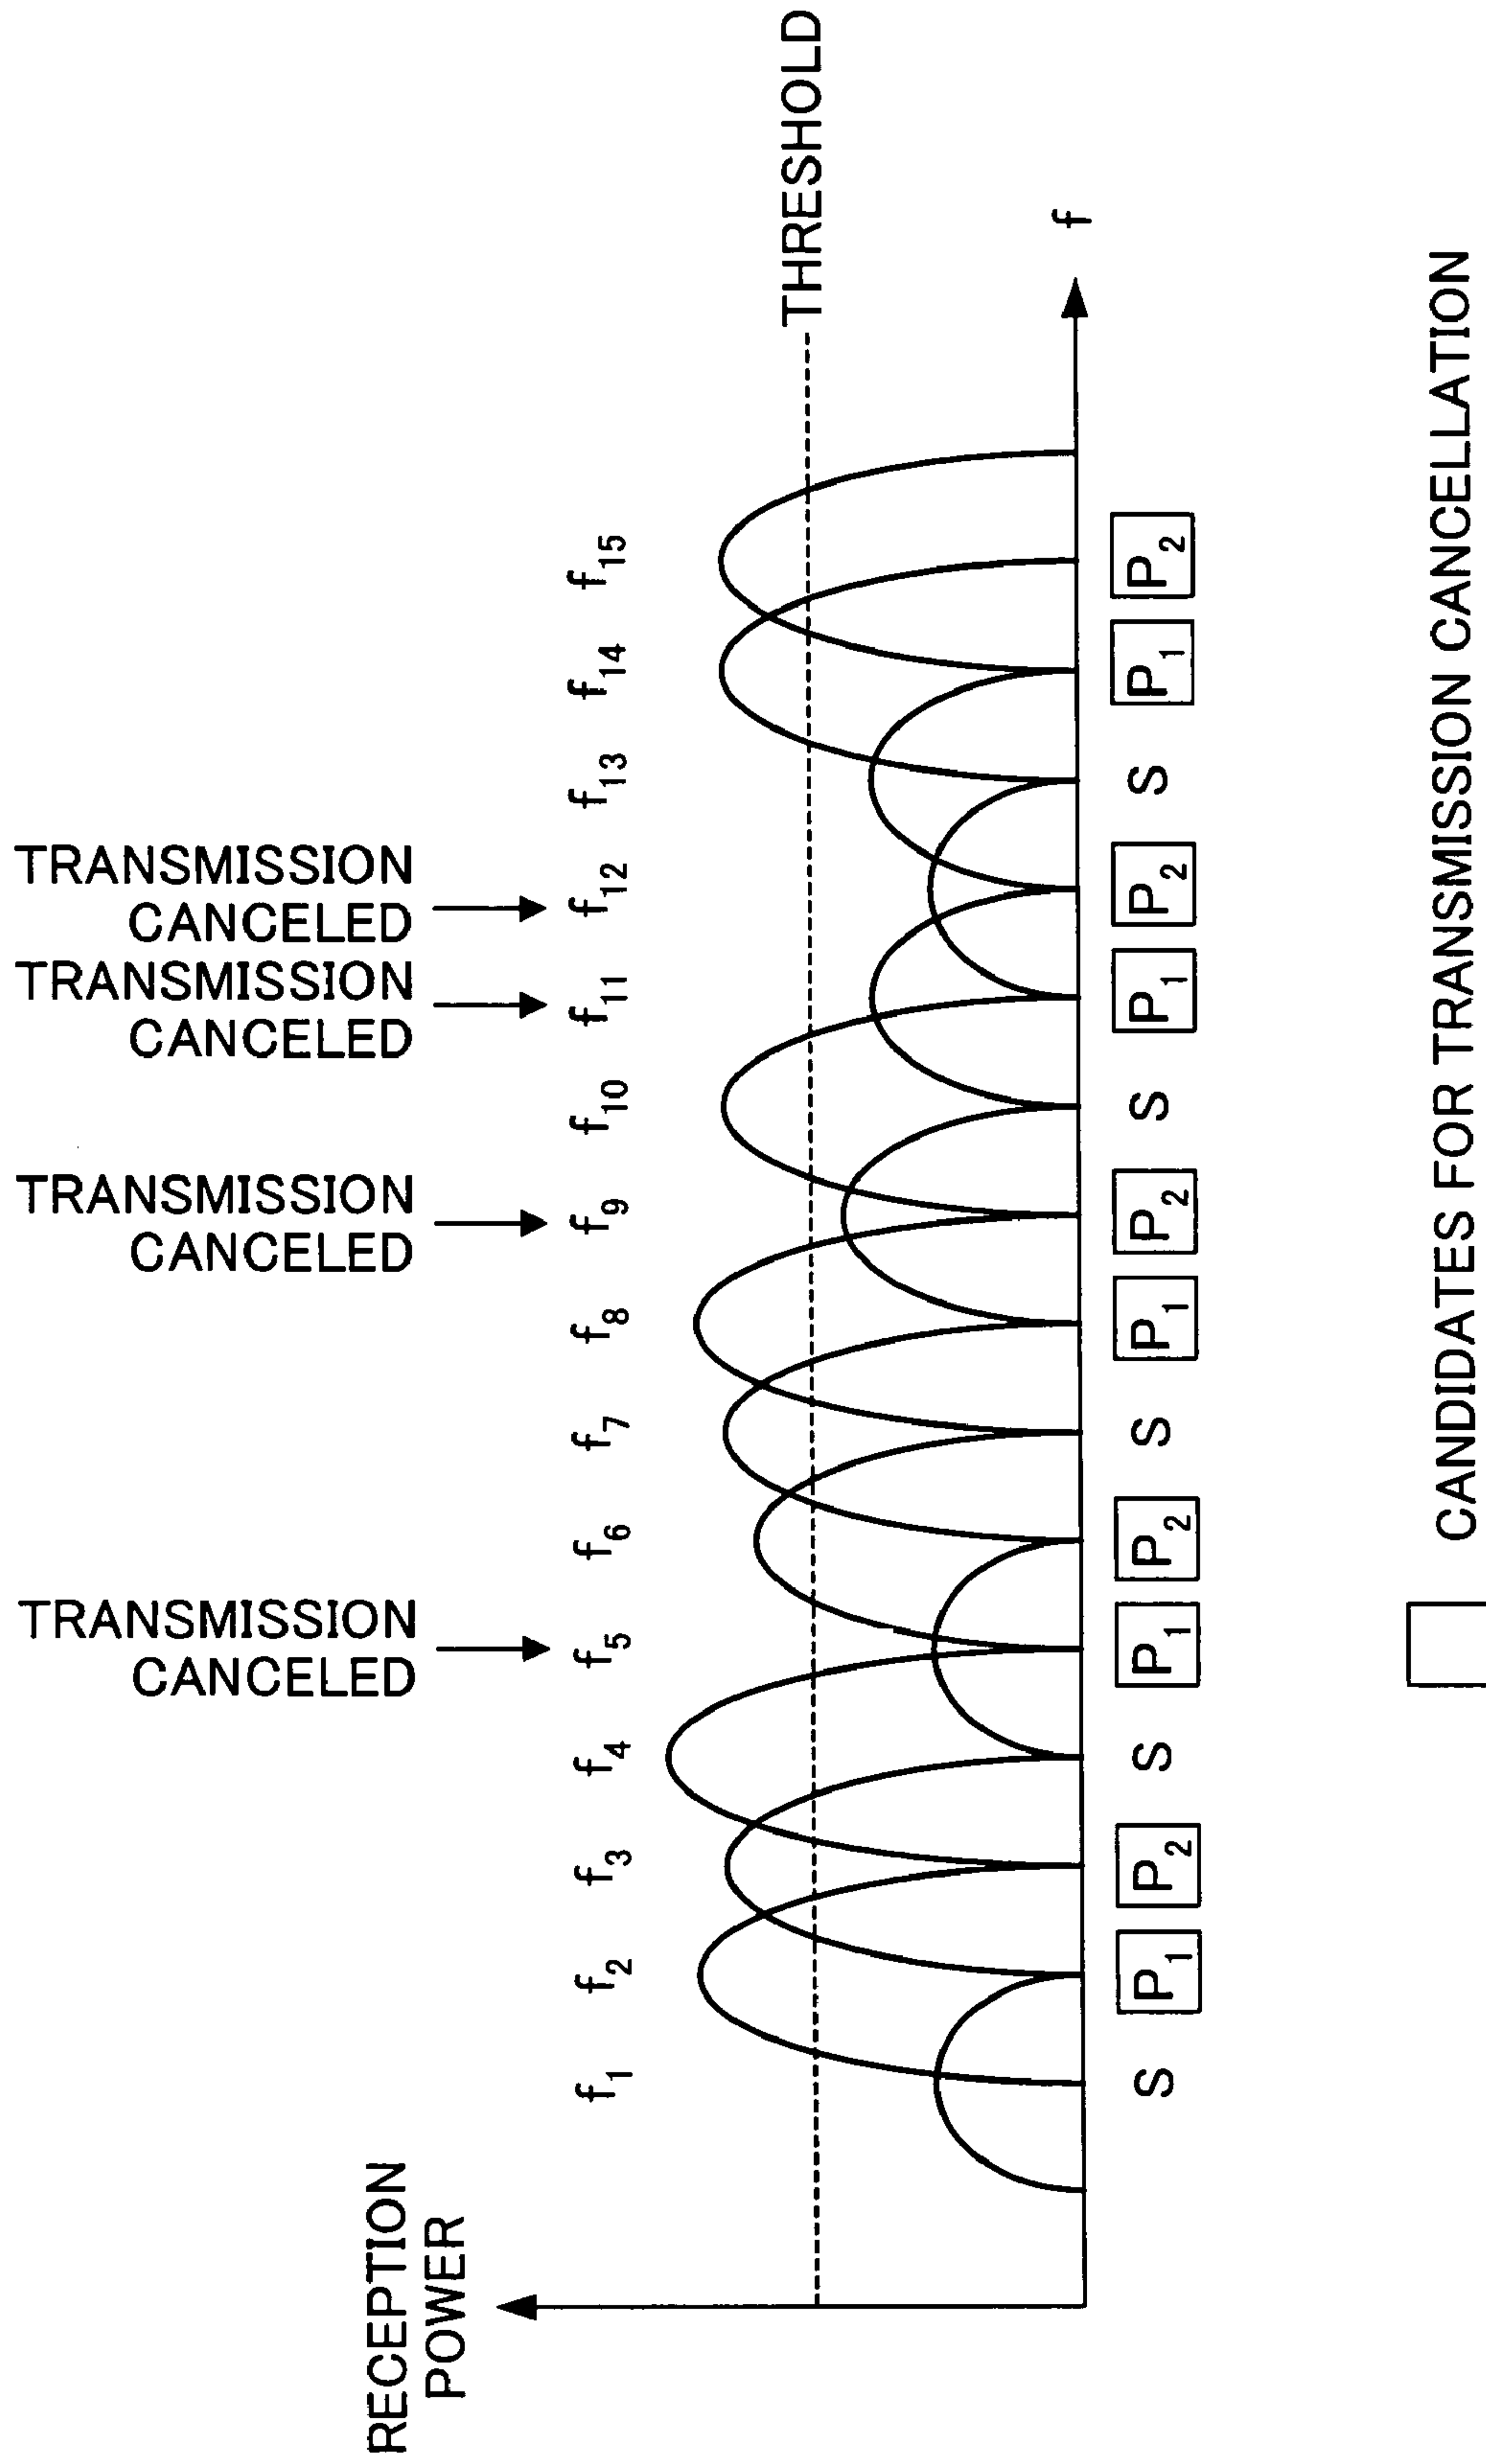 RECEPTION
POWER
TRANSMISSION
CANCELED
TRANSMISSION
CANCELED
TRANSMISSION
CANCELED
TRANSMISSION
CANCELED
f1 f2 f3 f4 f5 f6 f7 f8 f9 f10 f11 f12 f13 f14 f15
THRESHOLD
f
S P1 P2 S P1 P2 S P1 P2 S P1 P2 S P1 P2
CANDIDATES FOR TRANSMISSION CANCELLATION